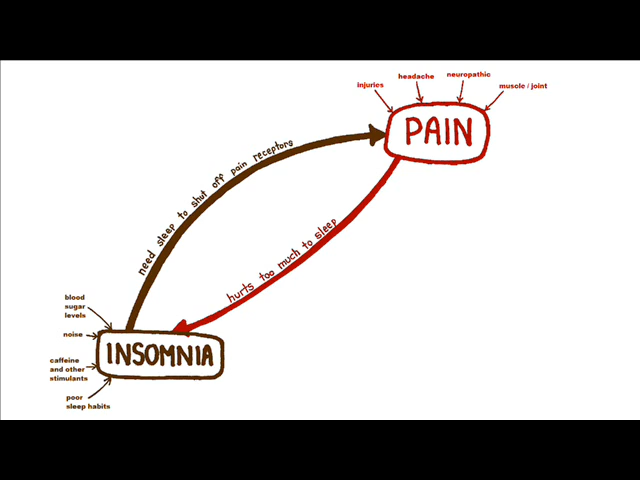 injuries
headache
neuropathic
muscle / joint
PAIN
need sleep to shut off pain receptors
hurts too much to sleep
blood
sugar
levels
noise
caffeine
and other
stimulants
poor
sleep habits
INSOMNIA